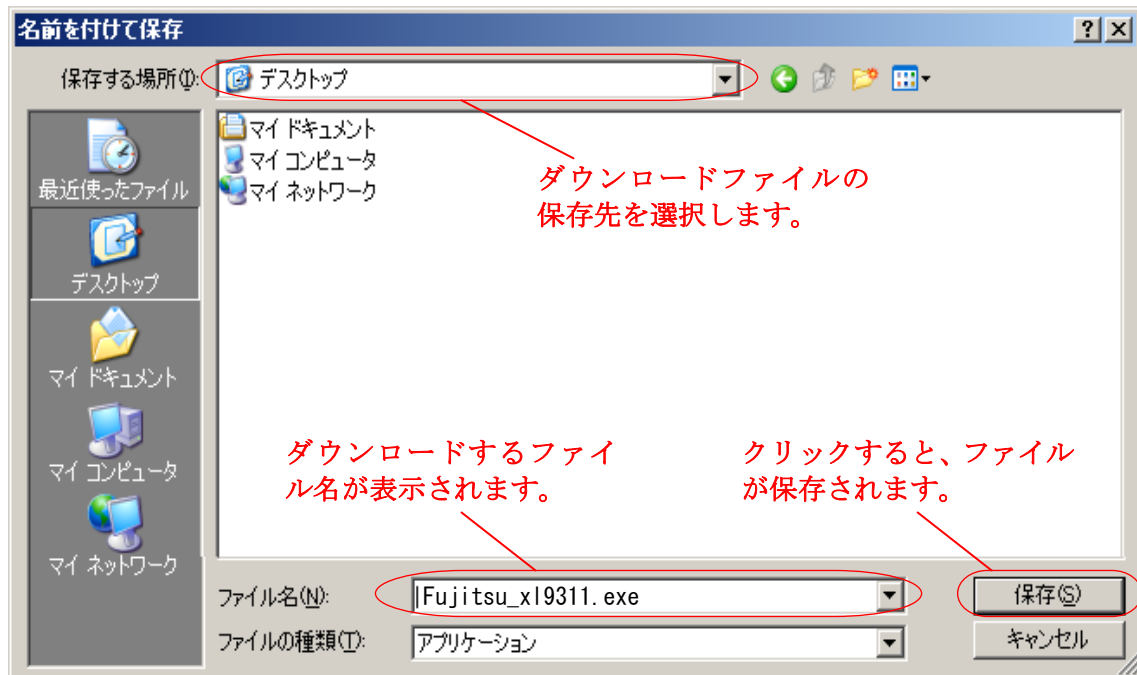 名前を付けて保存
保存する場所(I):
デスクトップ
マイ ドキュメント
マイ コンピュータ
マイ ネットワーク
ダウンロードファイルの
保存先を選択します。
最近使ったファイル
デスクトップ
マイ ドキュメント
マイ コンピュータ
マイ ネットワーク
ダウンロードするファイ
ル名が表示されます。
クリックすると、ファイル
が保存されます。
ファイル名(N):
Fujitsu_xl9311.exe
保存(S)
ファイルの種類(T):
アプリケーション
キャンセル